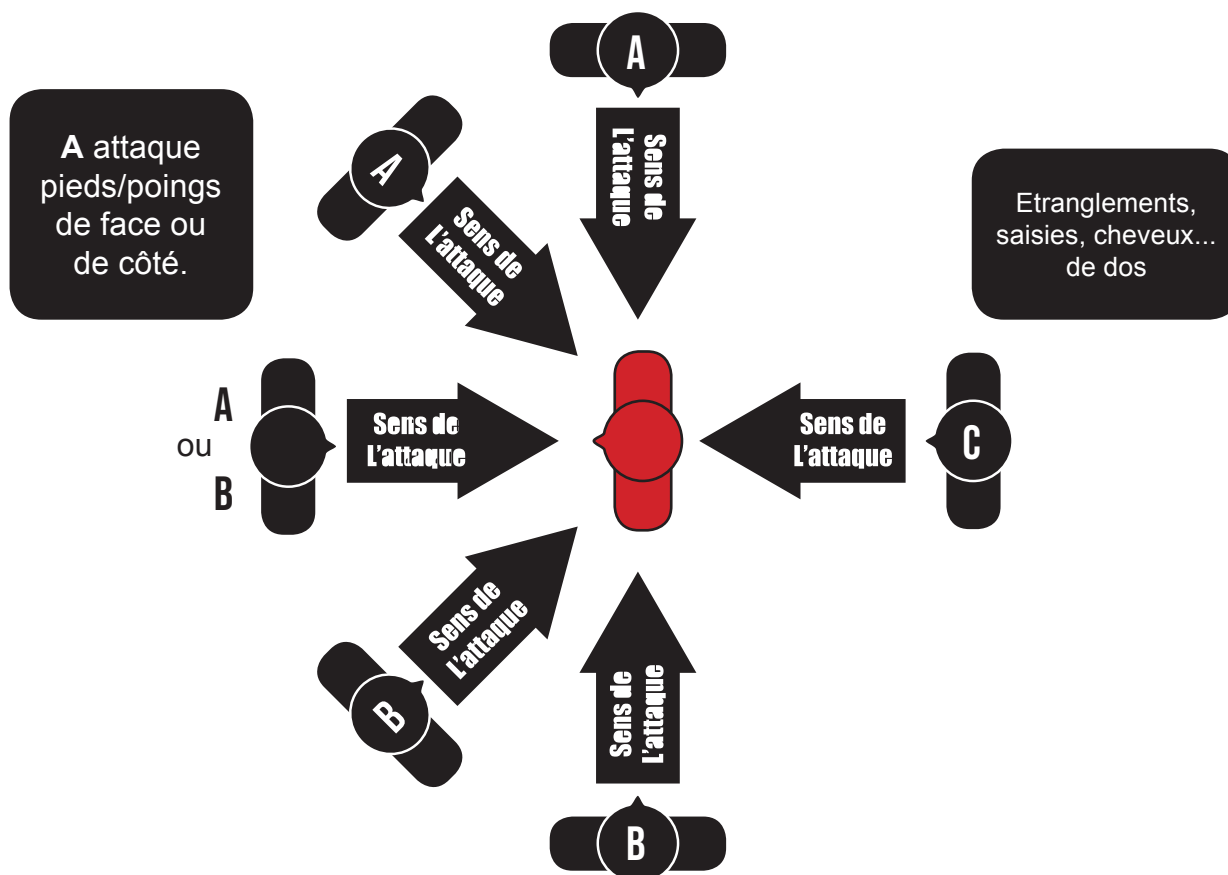 A
A attaque
pieds/poings
de face ou
de côté.
A
Sens de
L'attaque
Sens de
L'attaque
Etranglements,
saisies, cheveux...
de dos
A
ou
B
Sens de
L'attaque
Sens de
L'attaque
C
Sens de
L'attaque
B
Sens de
L'attaque
B